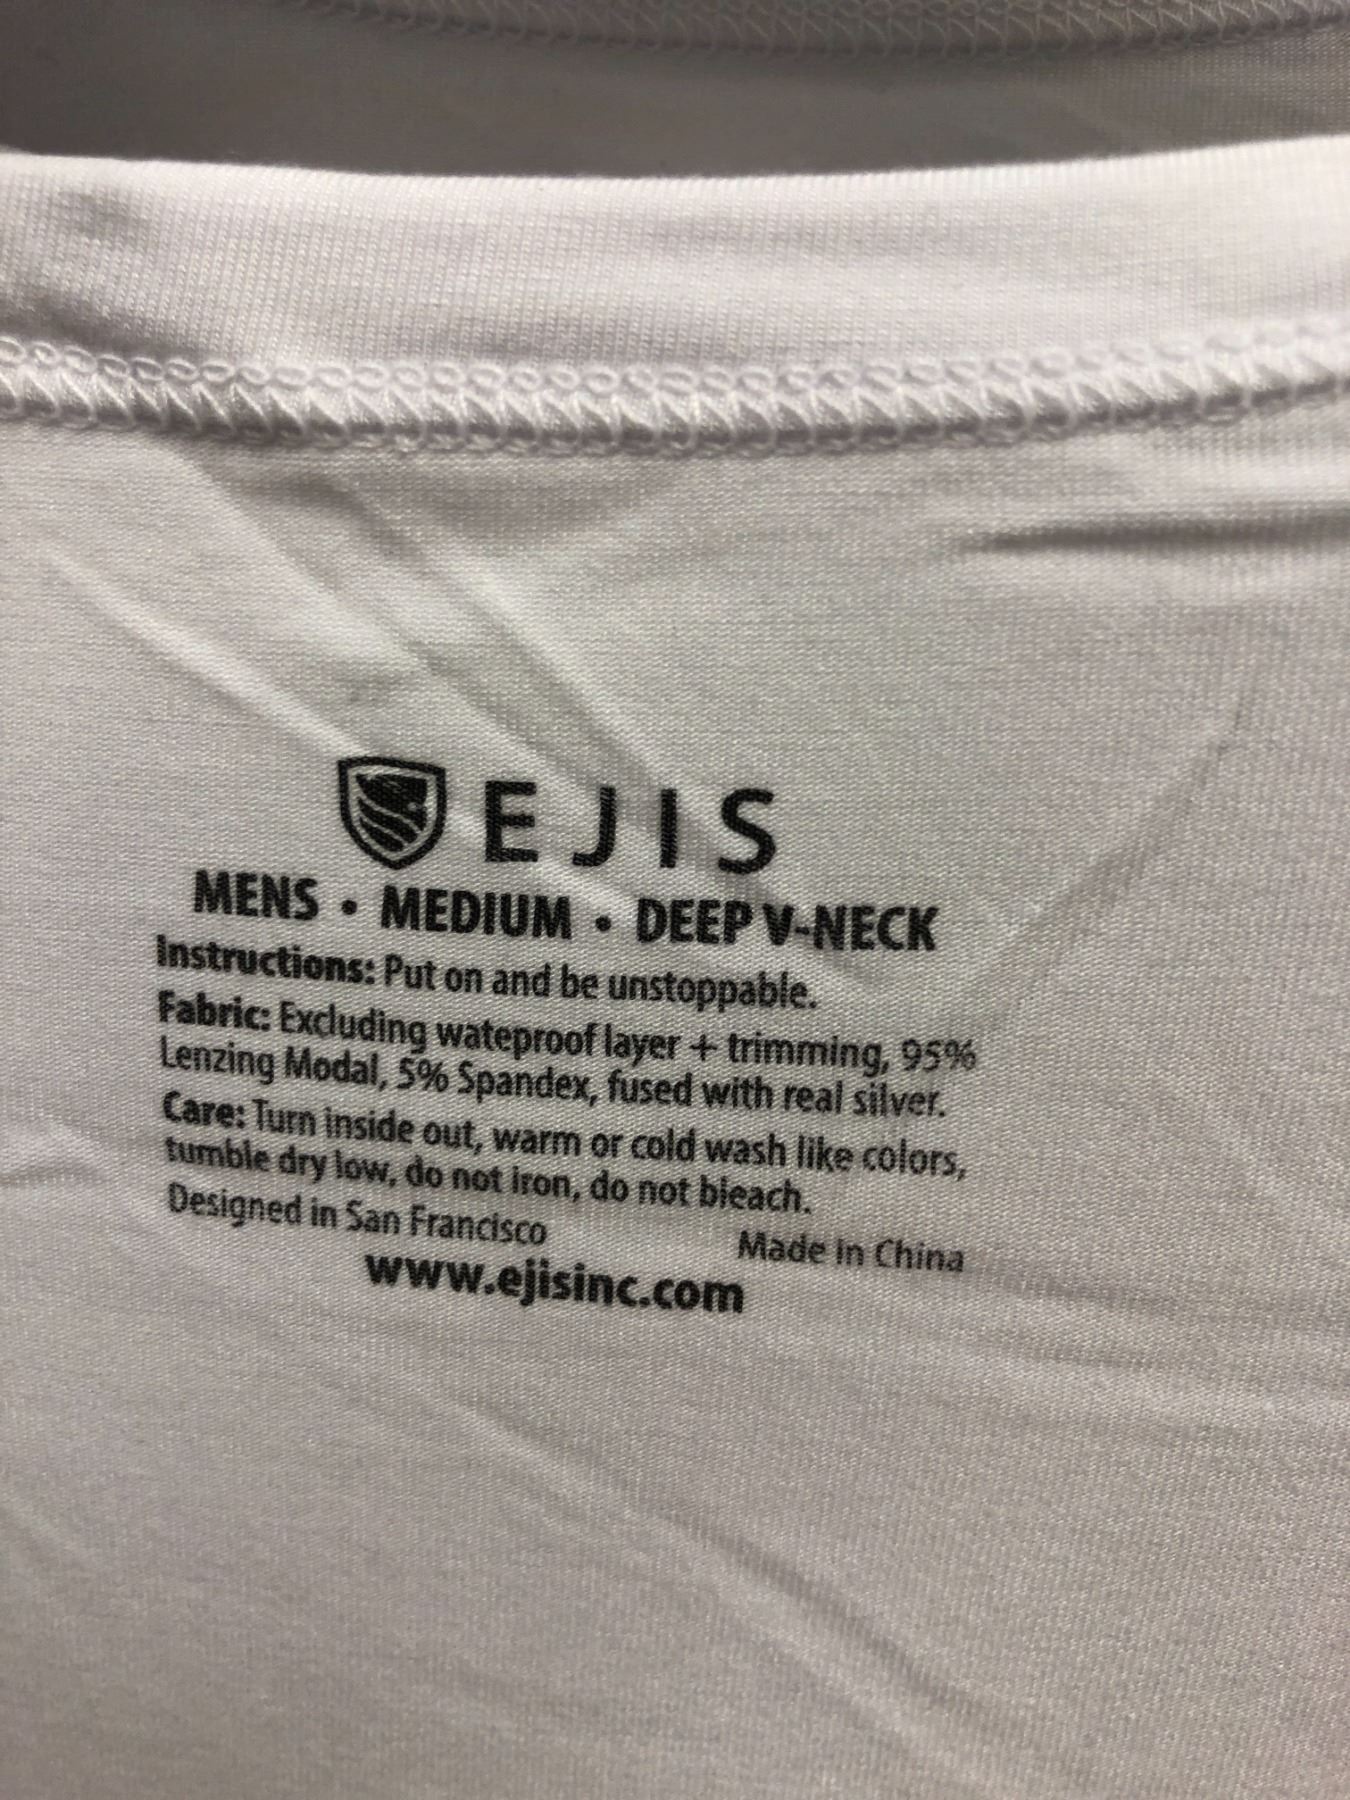 EJIS
MENS • MEDIUM • DEEP V-NECK
Instructions: Put on and be unstoppable.
Fabric: Excluding wateproof layer + trimming, 95%
Lenzing Modal, 5% Spandex, fused with real silver.
Care: Turn inside out, warm or cold wash like colors,
tumble dry low, do not iron, do not bleach.
Designed in San Francisco Made in China
www.ejisinc.com